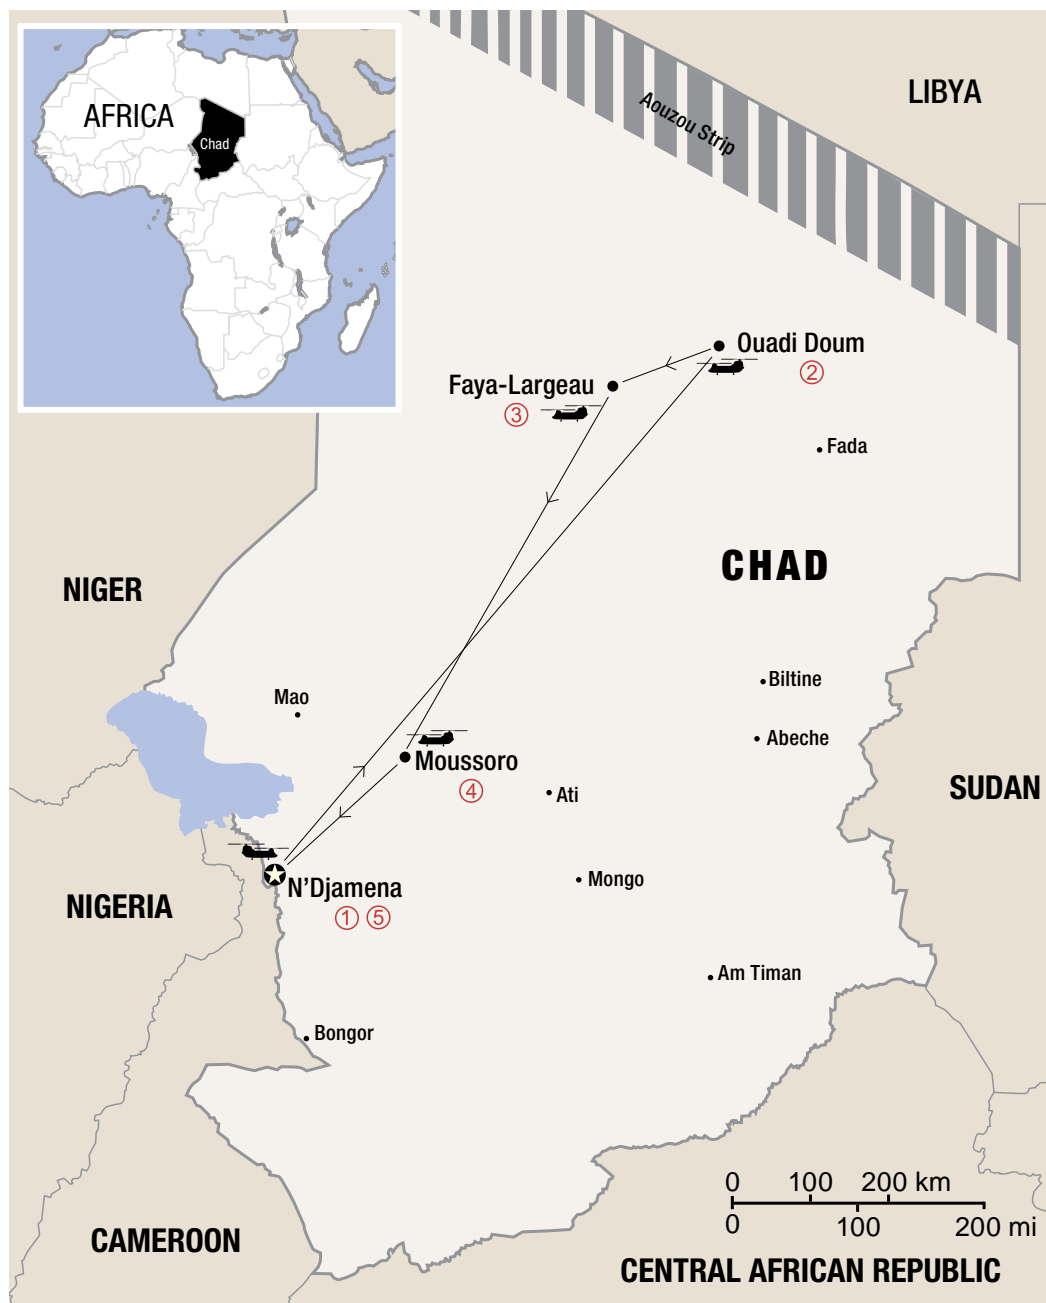 AFRICA
Chad
LIBYA
Aouzou Strip
Ouadi Doum
2
Faya-Largeau
3
Fada
CHAD
NIGER
Biltine
Mao
Abeche
Moussoro
4
Ati
SUDAN
N’Djamena
1 5
Mongo
NIGERIA
Am Timan
Bongor
0 100 200 km
0 100 200 mi
CAMEROON
CENTRAL AFRICAN REPUBLIC